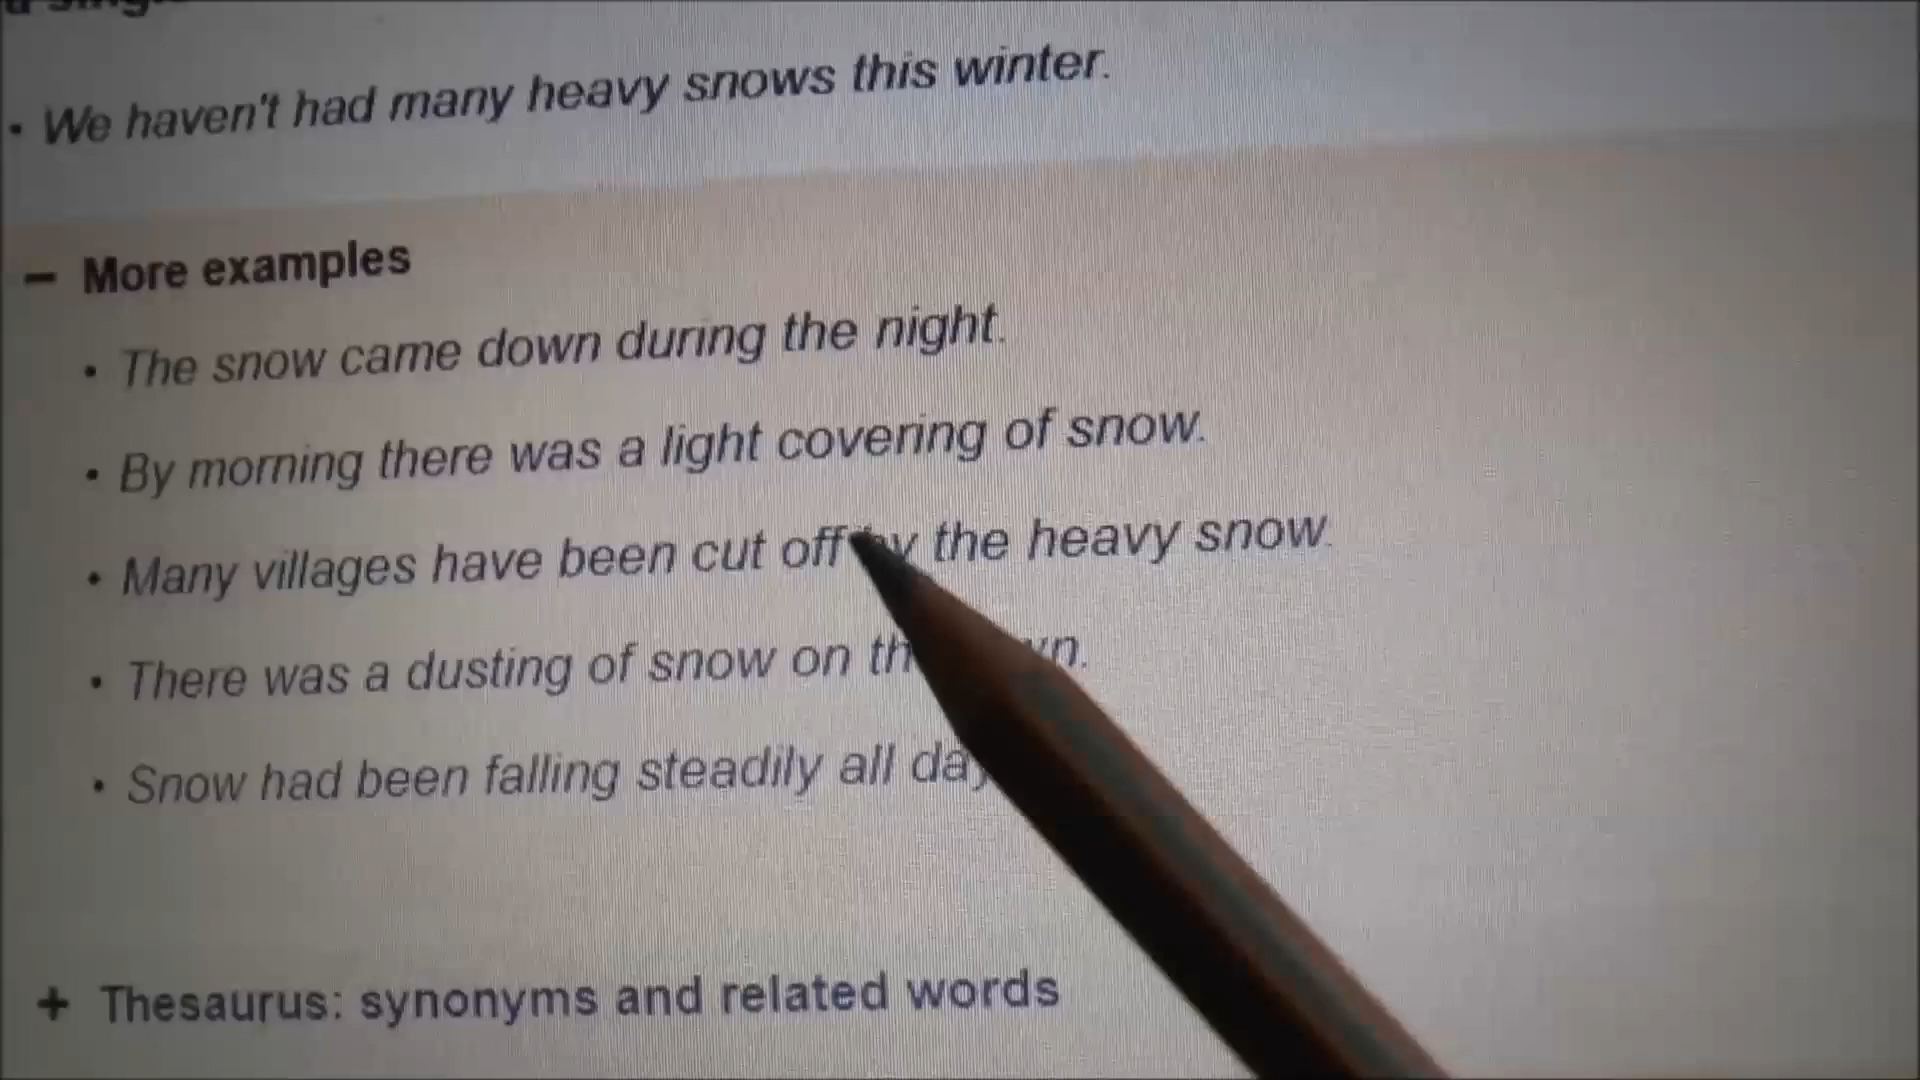 • We haven't had many heavy snows this winter.
– More examples
• The snow came down during the night.
• By morning there was a light covering of snow.
• Many villages have been cut off the heavy snow.
• There was a dusting of snow on
• Snow had been falling steadily all day
+ Thesaurus: synonyms and related words